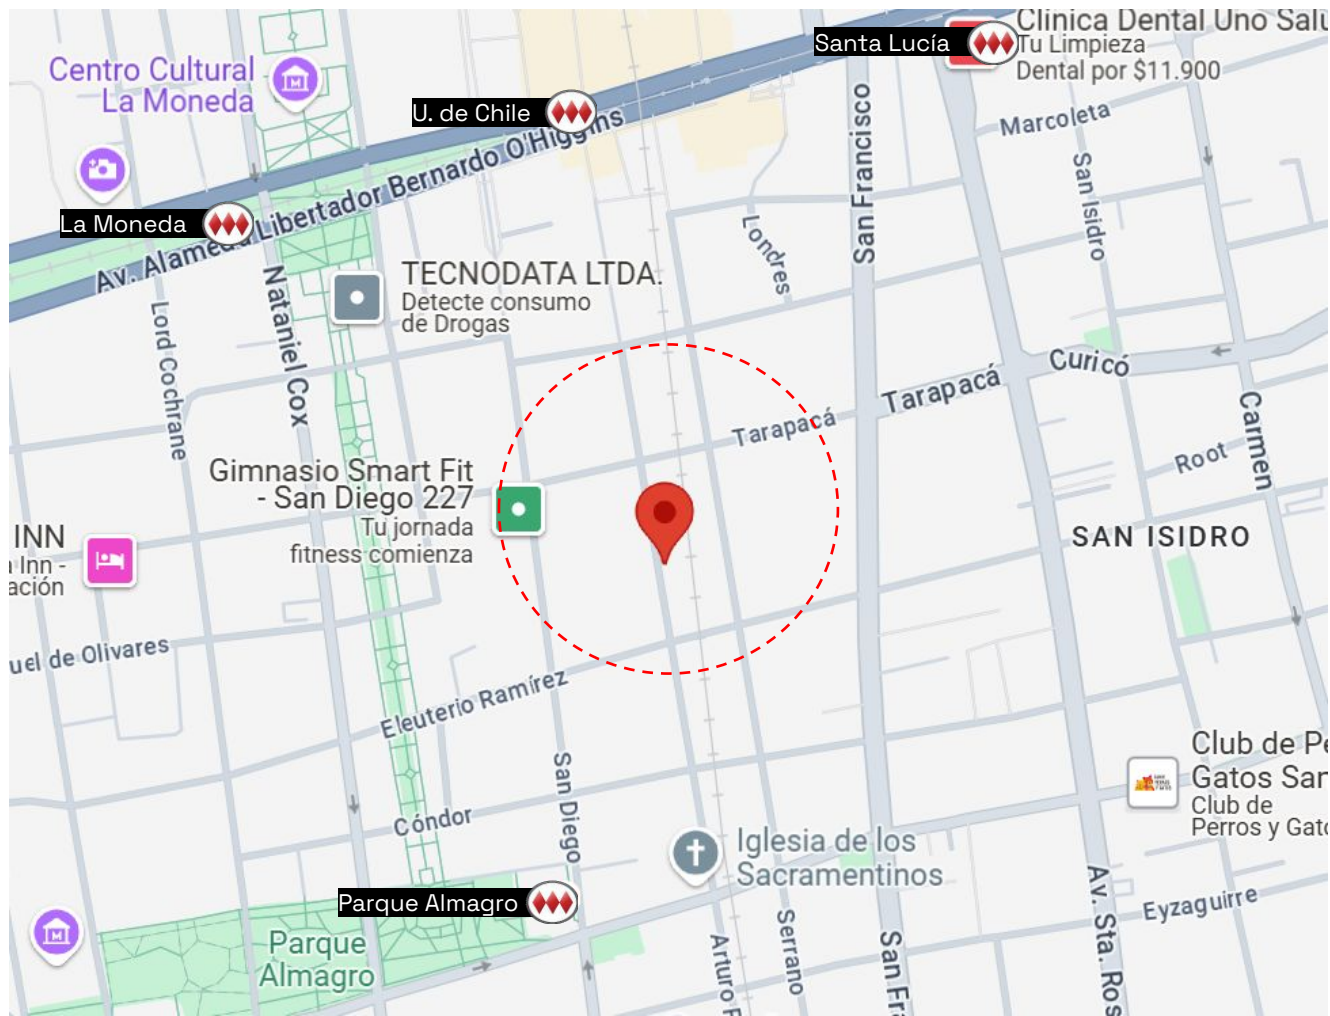 Clínica Dental Uno Salu
Tu Limpieza
Dental por $11.900
Santa Lucía
Centro Cultural
La Moneda
U. de Chile
Av. Alameda Libertador Bernardo O'Higgins
San Francisco
Marcoleta
San Isidro
La Moneda
Londres
TECNODATA LTDA.
Detecte consumo
de Drogas
Nataniel Cox
Lord Cochrane
Curicó
Tarapacá
Tarapacá
Carmen
Root
Gimnasio Smart Fit
- San Diego 227
Tu jornada
fitness comienza
INN
a Inn -
ación
SAN ISIDRO
uel de Olivares
Eleuterio Ramírez
San Diego
Cóndor
Club de Pe
Gatos San
Club de
Perros y Gato
Iglesia de los
Sacramentinos
Parque Almagro
Parque
Almagro
Eyzaguirre
Av. Sta. Ros
Serrano
Arturo P
San Fra